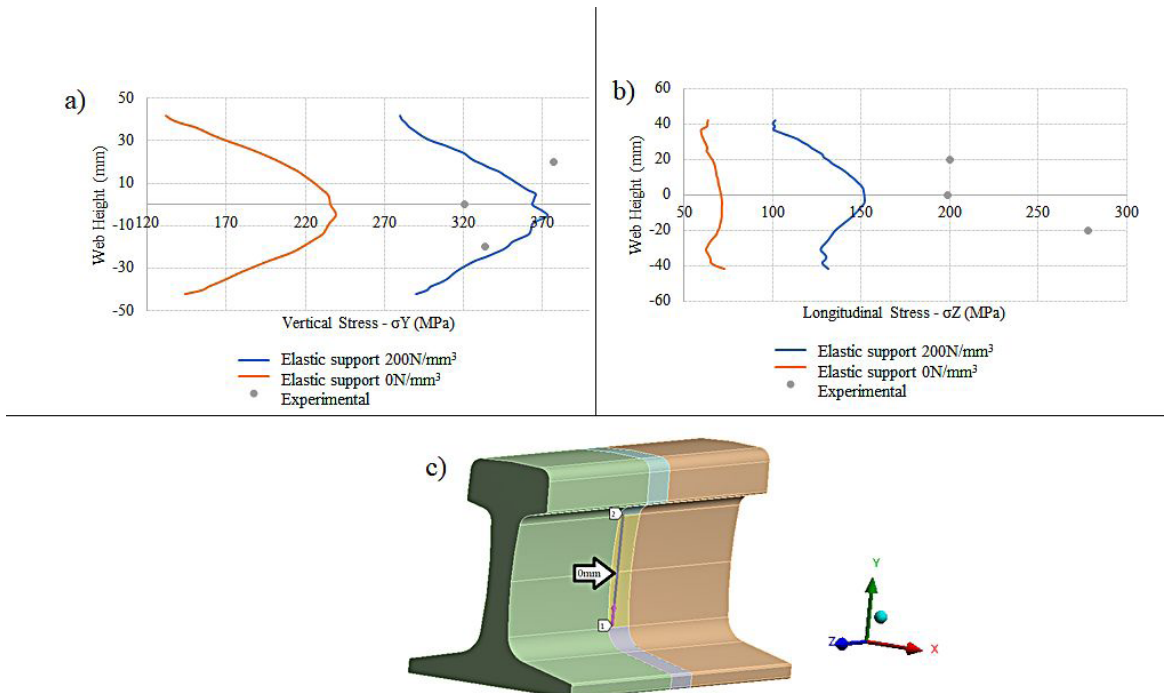 a)
50
30
10
-10
-30
-50
Web Height (mm)
120 170 220 270 320 370
Vertical Stress - σY (MPa)
Elastic support 200N/mm³
Elastic support 0N/mm³
Experimental
b)
60
40
20
0
-20
-40
-60
Web Height (mm)
50 100 150 200 250 300
Longitudinal Stress - σZ (MPa)
Elastic support 200N/mm³
Elastic support 0N/mm³
Experimental
c)
2
0mm
1
Y
Z
X